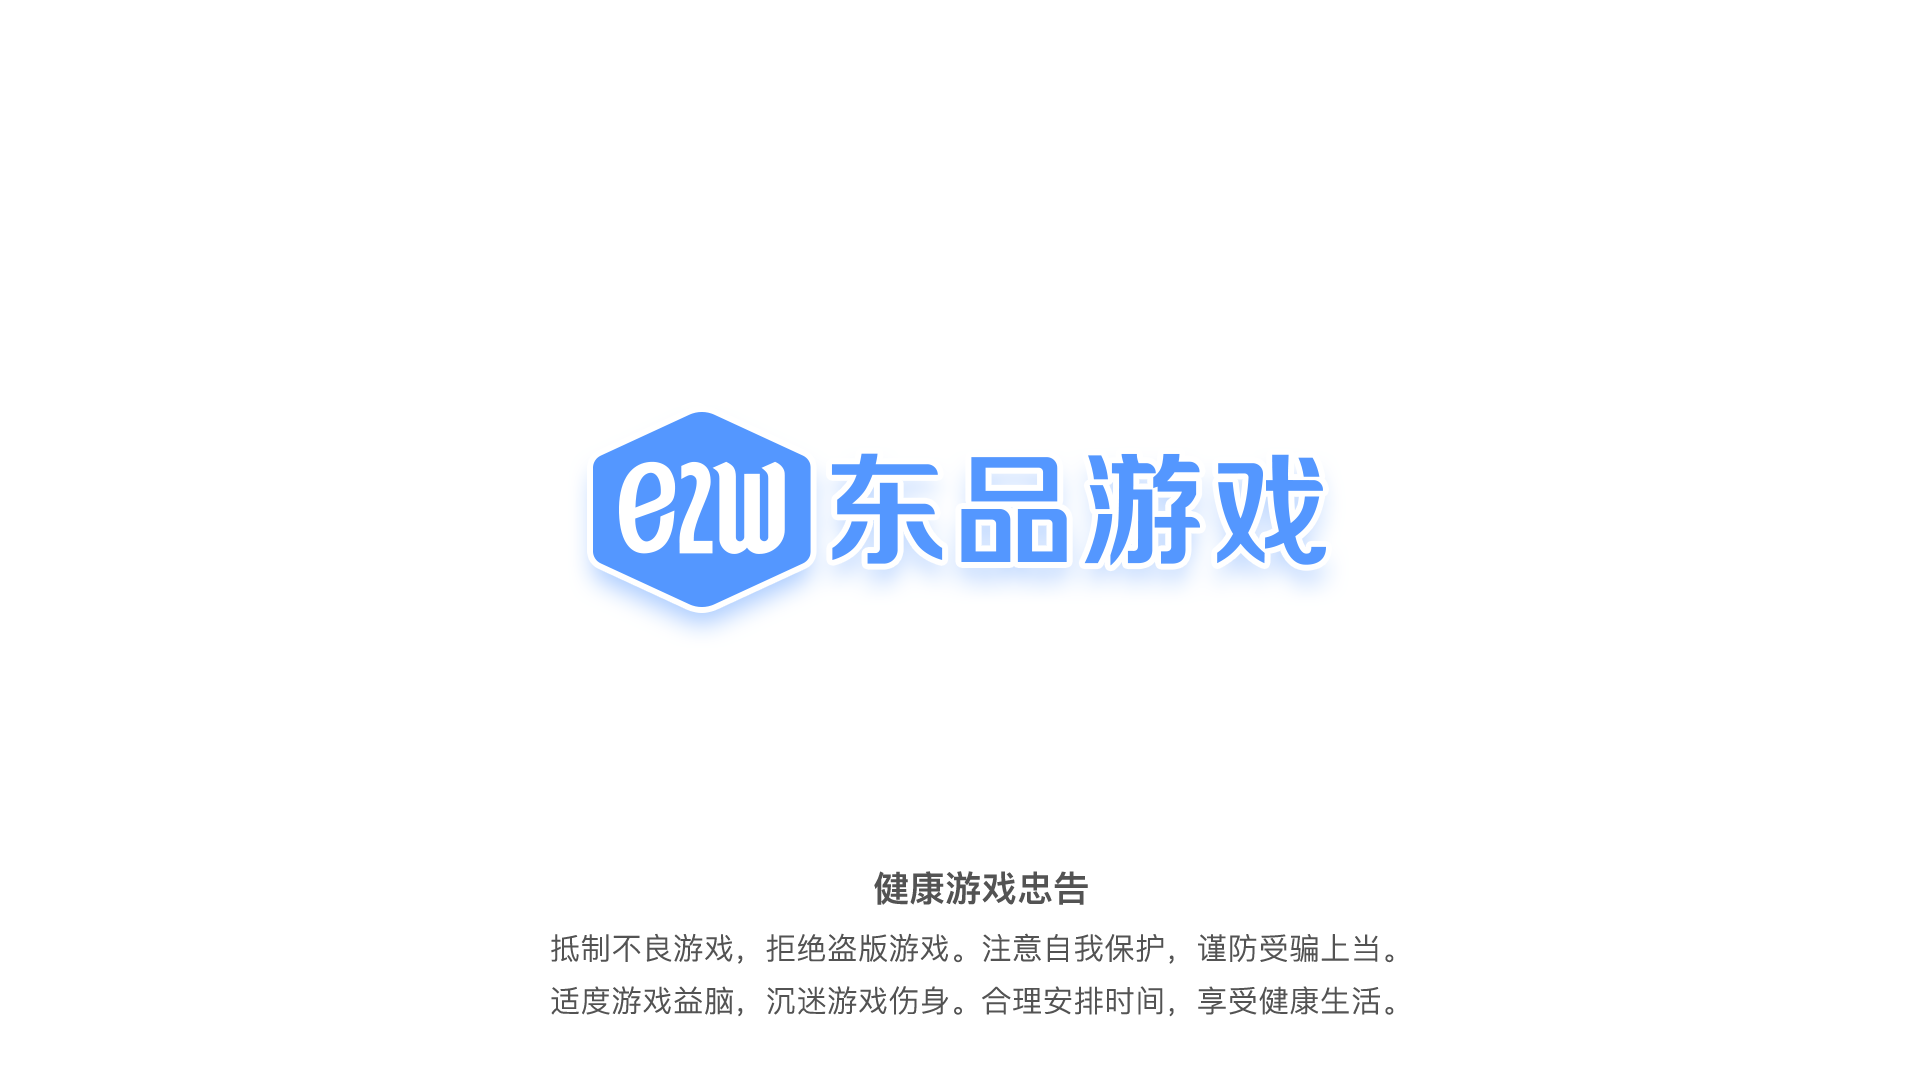 e2w 东品游戏
健康游戏忠告
抵制不良游戏，拒绝盗版游戏。注意自我保护，谨防受骗上当。
适度游戏益脑，沉迷游戏伤身。合理安排时间，享受健康生活。